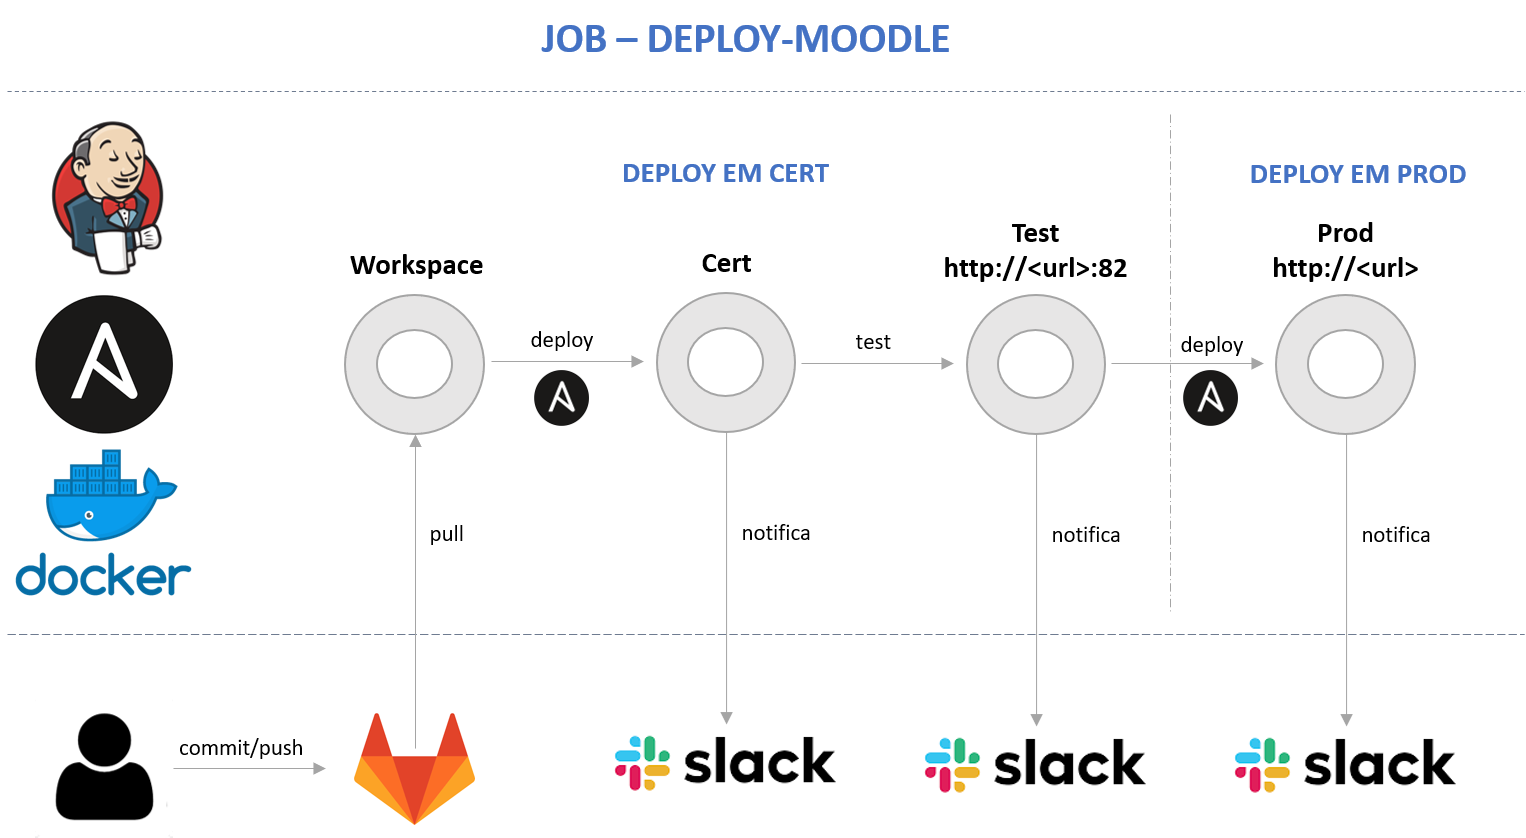 JOB – DEPLOY-MOODLE
DEPLOY EM CERT
DEPLOY EM PROD
Workspace
Cert
Test
http://<url>:82
Prod
http://<url>
deploy
test
deploy
docker
pull
notifica
notifica
notifica
commit/push
slack
slack
slack